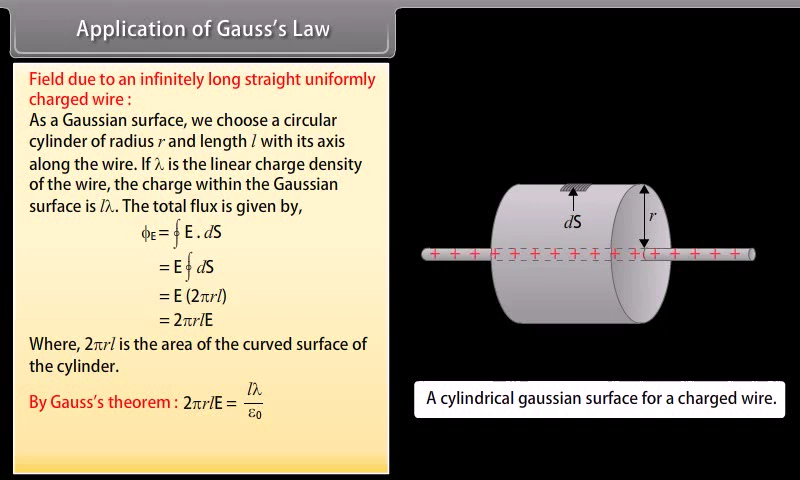 Application of Gauss's Law
Field due to an infinitely long straight uniformly
charged wire :
As a Gaussian surface, we choose a circular
cylinder of radius r and length l with its axis
along the wire. If λ is the linear charge density
of the wire, the charge within the Gaussian
surface is lλ. The total flux is given by,
ϕE = ∮ E . dS
= E ∮ dS
= E (2πrl)
= 2πrlE
Where, 2πrl is the area of the curved surface of
the cylinder.
By Gauss's theorem : 2πrlE = lλ / ε0
dS
r
+ + + + + + + + + + + + + + + +
A cylindrical gaussian surface for a charged wire.